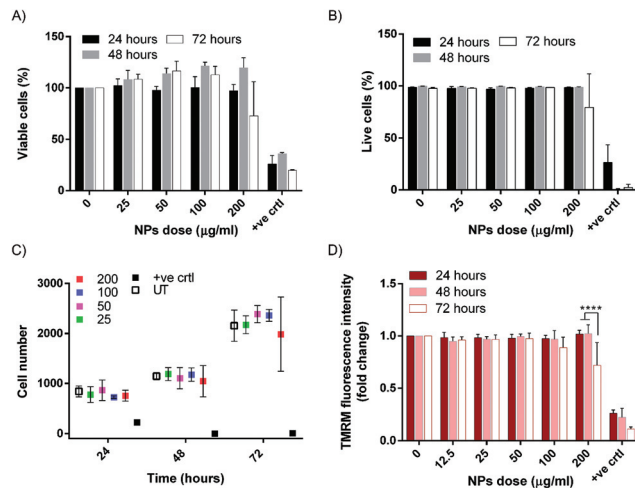 A)
24 hours
72 hours
48 hours
Viable cells (%)
150
100
50
0
0
25
50
100
200
+ve crtl
NPs dose (μg/ml)
B)
24 hours
72 hours
48 hours
Live cells (%)
150
100
50
0
0
25
50
100
200
+ve crtl
NPs dose (μg/ml)
C)
200
+ve crtl
100
UT
50
25
Cell number
3000
2000
1000
0
24
48
72
Time (hours)
D)
24 hours
48 hours
72 hours
****
TMRM fluorescence intensity
(fold change)
1.5
1.0
0.5
0.0
0
12.5
25
50
100
200
+ve crtl
NPs dose (μg/ml)